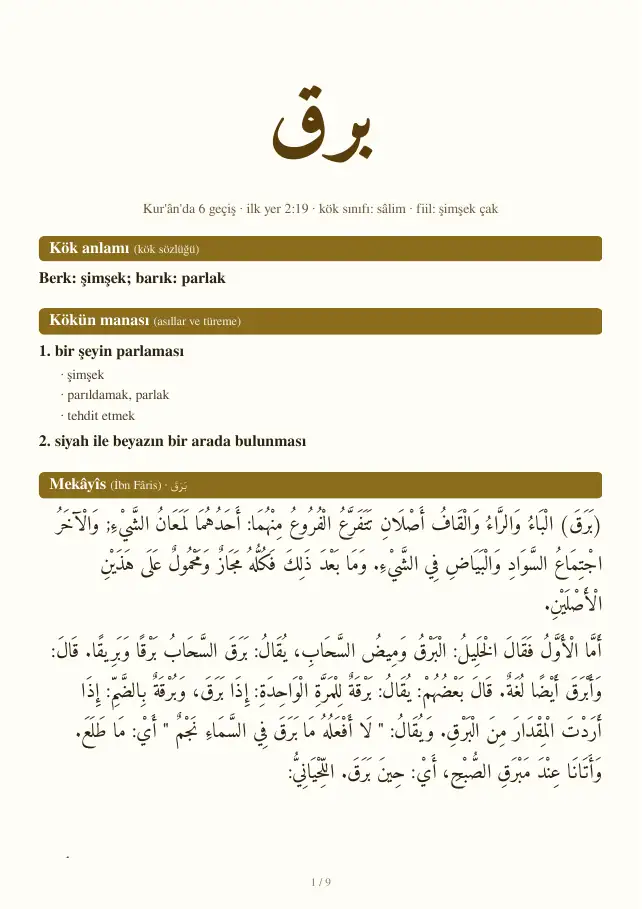 برق
Kur'ân'da 6 geçiş · ilk yer 2:19 · kök sınıfı: sâlim · fiil: şimşek çak
Kök anlamı (kök sözlüğü)
Berk: şimşek; barık: parlak
Kökün manası (asıllar ve türeme)
1. bir şeyin parlaması
· şimşek
· parıldamak, parlak
· tehdit etmek
2. siyah ile beyazın bir arada bulunması
Mekâyîs (İbn Fâris) · بَرَقَ
(بَرَقَ) الْبَاءُ وَالرَّاءُ وَالْقَافُ أَصْلَانِ تَتَفَرَّعُ الْفُرُوعُ مِنْهُمَا: أَحَدُهُمَا لَمَعَانُ الشَّيْءِ; وَالْآخَرُ
اجْتِمَاعُ السَّوَادِ وَالْبَيَاضِ فِي الشَّيْءِ. وَمَا بَعْدَ ذَلِكَ فَكُلُّهُ مَجَازٌ وَمَحْمُولٌ عَلَى هَذَيْنِ
الْأَصْلَيْنِ.
أَمَّا الْأَوَّلُ فَقَالَ الْخَلِيلُ: الْبَرْقُ وَمِيضُ السَّحَابِ، يُقَالُ: بَرَقَ السَّحَابُ بَرْقًا وَبَرِيقًا. قَالَ:
وَأَبْرَقَ أَيْضًا لُغَةٌ. قَالَ بَعْضُهُمْ: يُقَالُ: بَرْقَةٌ لِلْمَرَّةِ الْوَاحِدَةِ: إِذَا بَرَقَ، وَبُرْقَةٌ بِالضَّمِّ: إِذَا
أَرَدْتَ الْمِقْدَارَ مِنَ الْبَرْقِ. وَيُقَالُ: " لَا أَفْعَلُهُ مَا بَرَقَ فِي السَّمَاءِ نَجْمٌ " أَيْ: مَا طَلَعَ.
وَأَتَانَا عِنْدَ مَبْرَقِ الصُّبْحِ، أَيْ: حِينَ بَرَقَ. اللِّحْيَانِيُّ:
1 / 9